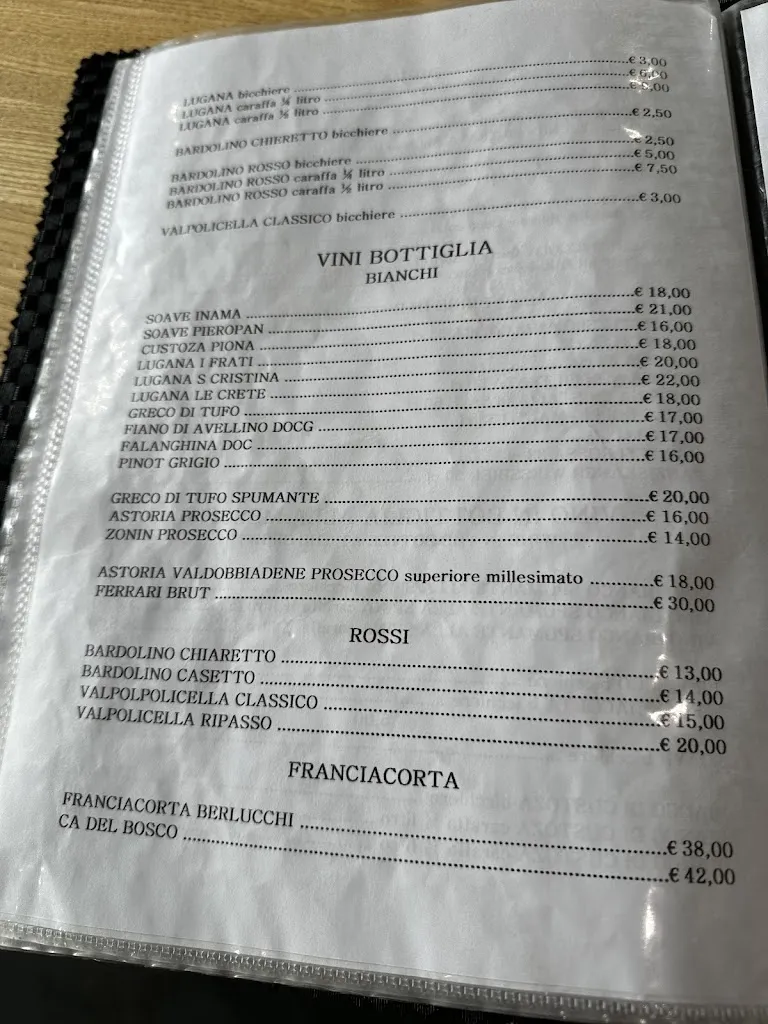 LUGANA bicchiere ........ € 3,00
LUGANA caraffa ¼ litro ........ € 6,00
LUGANA caraffa ½ litro ........ €
BARDOLINO CHIERETTO bicchiere ........ € 2,50
BARDOLINO ROSSO bicchiere ........ € 2,50
BARDOLINO ROSSO caraffa ¼ litro ........ € 5,00
BARDOLINO ROSSO caraffa ½ litro ........ € 7,50
VALPOLICELLA CLASSICO bicchiere ........ € 3,00
VINI BOTTIGLIA
BIANCHI
SOAVE INAMA ........ € 18,00
SOAVE PIEROPAN ........ € 21,00
CUSTOZA PIONA ........ € 16,00
LUGANA I FRATI ........ € 18,00
LUGANA S CRISTINA ........ € 20,00
LUGANA LE CRETE ........ € 22,00
GRECO DI TUFO ........ € 18,00
FIANO DI AVELLINO DOCG ........ € 17,00
FALANGHINA DOC ........ € 17,00
PINOT GRIGIO ........ € 16,00
GRECO DI TUFO SPUMANTE ........ € 20,00
ASTORIA PROSECCO ........ € 16,00
ZONIN PROSECCO ........ € 14,00
ASTORIA VALDOBBIADENE PROSECCO superiore millesimato ........ € 18,00
FERRARI BRUT ........ € 30,00
ROSSI
BARDOLINO CHIARETTO ........ € 13,00
BARDOLINO CASETTO ........ € 14,00
VALPOLPOLICELLA CLASSICO ........ € 15,00
VALPOLICELLA RIPASSO ........ € 20,00
FRANCIACORTA
FRANCIACORTA BERLUCCHI ........ € 38,00
CA DEL BOSCO ........ € 42,00